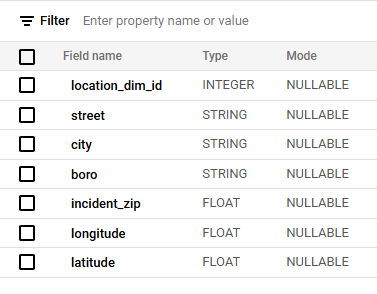 Filter Enter property name or value
Field name Type Mode
location_dim_id INTEGER NULLABLE
street STRING NULLABLE
city STRING NULLABLE
boro STRING NULLABLE
incident_zip FLOAT NULLABLE
longitude FLOAT NULLABLE
latitude FLOAT NULLABLE